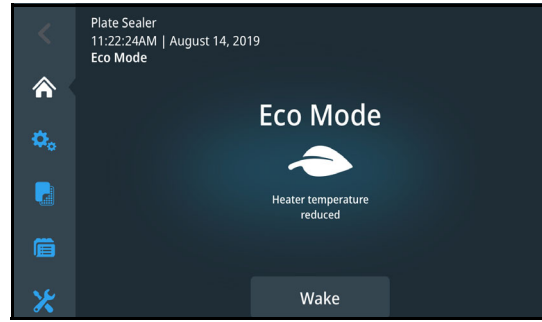 Plate Sealer
11:22:24AM | August 14, 2019
Eco Mode
Eco Mode
Heater temperature
reduced
Wake